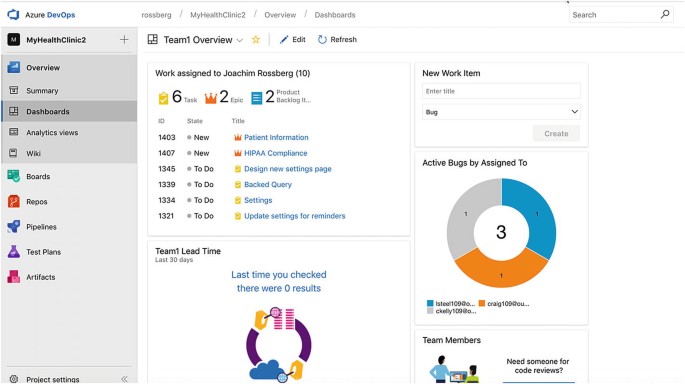 Azure DevOps
rossberg / MyHealthClinic2 / Overview / Dashboards
Search
M MyHealthClinic2 +
Team1 Overview
Edit
Refresh
Overview
Summary
Dashboards
Analytics views
Wiki
Boards
Repos
Pipelines
Test Plans
Artifacts
Project settings
Work assigned to Joachim Rossberg (10)
6 Task
2 Epic
2 Product Backlog It...
ID State Title
1403 New Patient Information
1407 New HIPAA Compliance
1345 To Do Design new settings page
1339 To Do Backed Query
1334 To Do Settings
1321 To Do Update settings for reminders
Team1 Lead Time
Last 30 days
Last time you checked
there were 0 results
New Work Item
Enter title
Bug
Create
Active Bugs by Assigned To
1
1
3
1
lsteel109@o... craig109@ou...
ckelly109@o...
Team Members
Need someone for
code reviews?